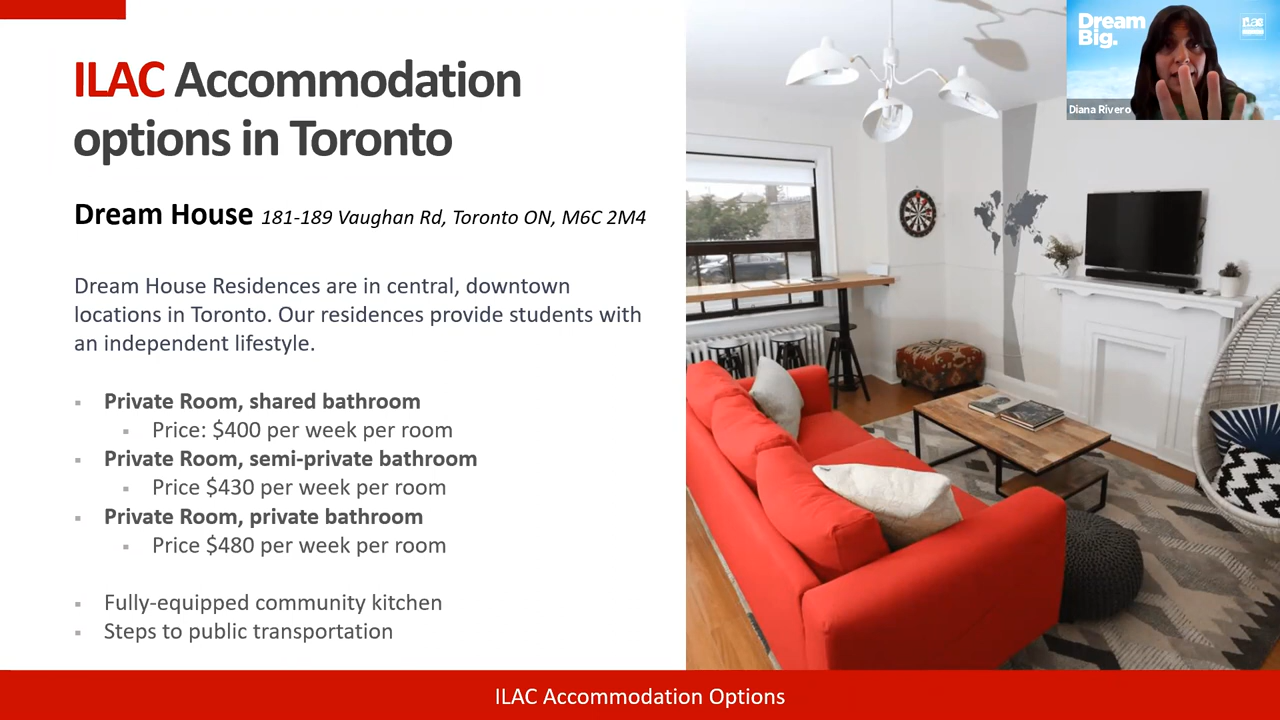 ILAC Accommodation
options in Toronto
Dream House 181-189 Vaughan Rd, Toronto ON, M6C 2M4
Dream House Residences are in central, downtown
locations in Toronto. Our residences provide students with
an independent lifestyle.
Private Room, shared bathroom
Price: $400 per week per room
Private Room, semi-private bathroom
Price $430 per week per room
Private Room, private bathroom
Price $480 per week per room
Fully-equipped community kitchen
Steps to public transportation
Dream
Big.
ilac
Diana Rivero
ILAC Accommodation Options